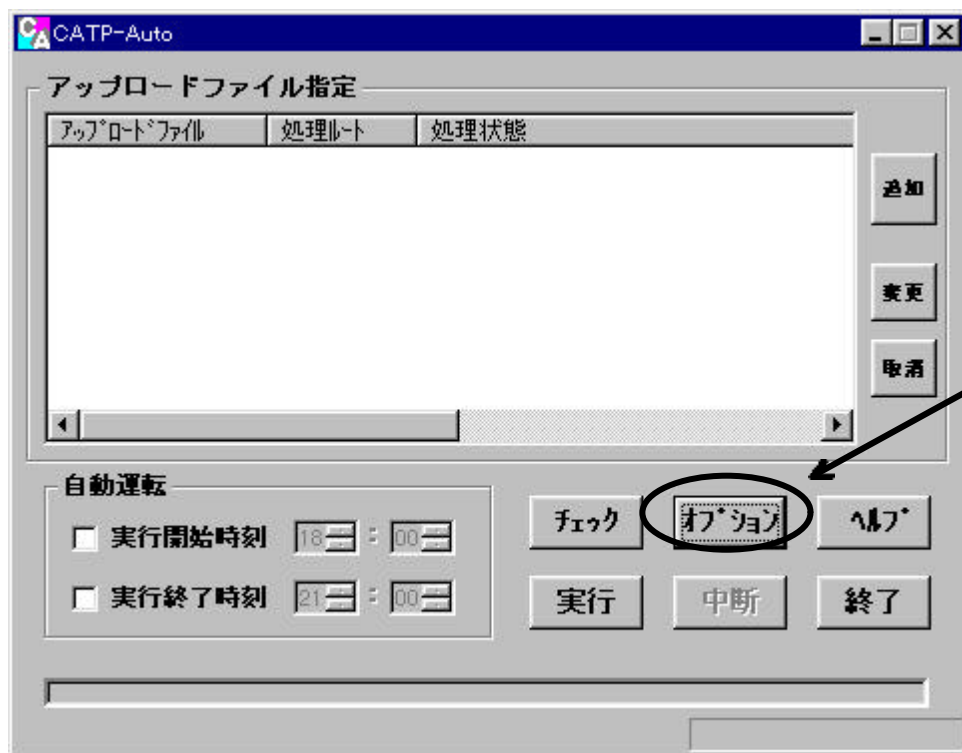 CATP-Auto
アップロードファイル指定
ｱｯﾌﾟﾛｰﾄﾞﾌｧｲﾙ 処理ﾙｰﾄ 処理状態
追加
変更
取消
自動運転
実行開始時刻 18 : 00
実行終了時刻 21 : 00
ﾁｪｯｸ ｵﾌﾟｼｮﾝ ﾍﾙﾌﾟ
実行 中断 終了